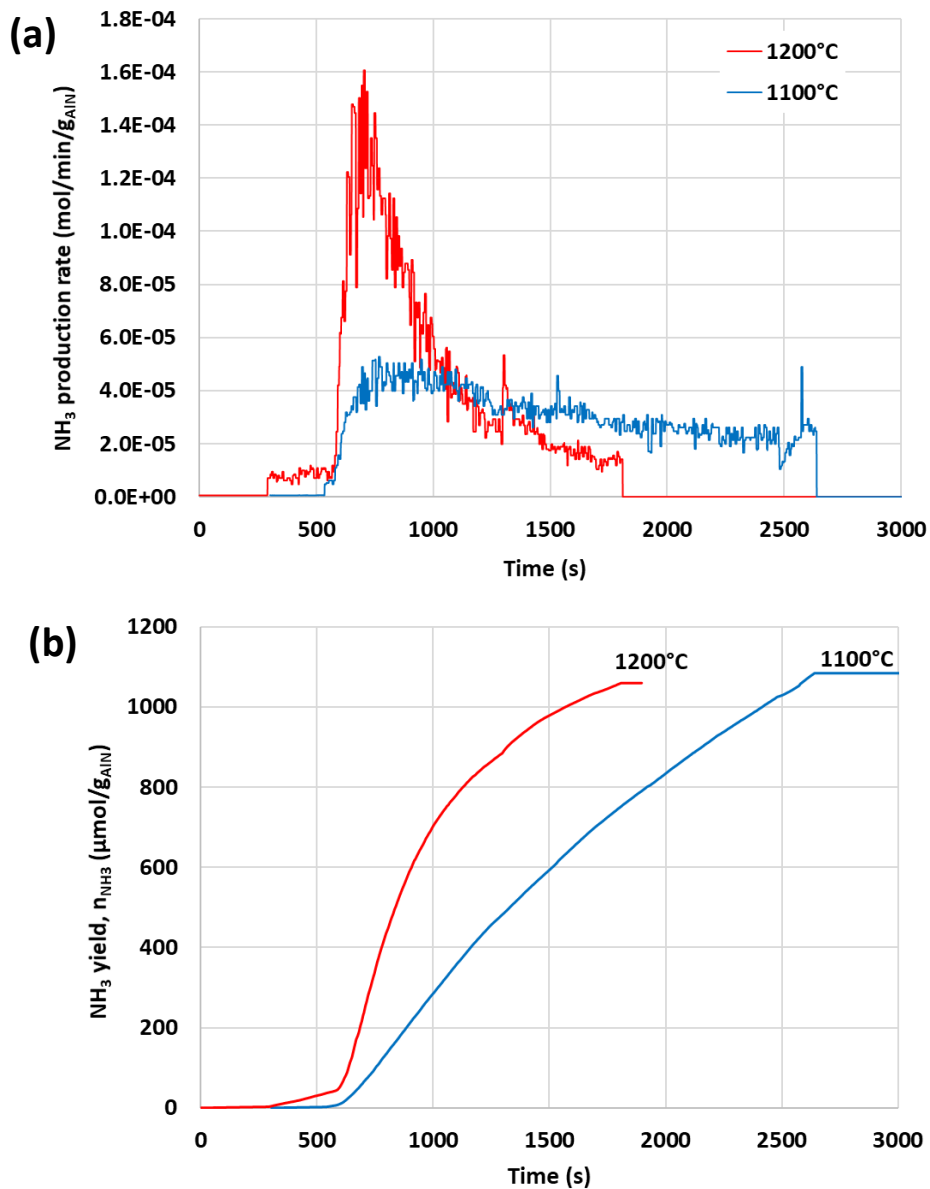 (a)
NH₃ production rate (mol/min/g_AlN)
1.8E-04
1.6E-04
1.4E-04
1.2E-04
1.0E-04
8.0E-05
6.0E-05
4.0E-05
2.0E-05
0.0E+00
1200°C
1100°C
0 500 1000 1500 2000 2500 3000
Time (s)
(b)
NH₃ yield, n_NH3 (µmol/g_AlN)
1200
1000
800
600
400
200
0
1200°C
1100°C
0 500 1000 1500 2000 2500 3000
Time (s)